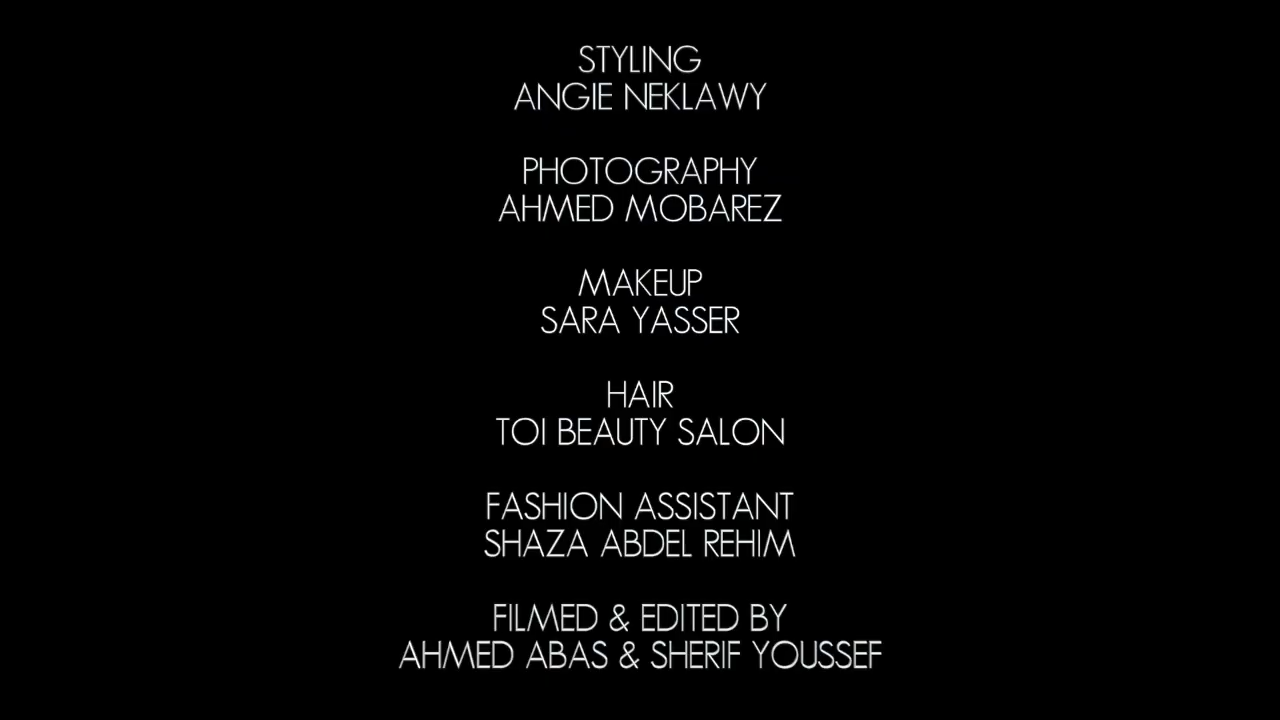 STYLING
ANGIE NEKLAWY
PHOTOGRAPHY
AHMED MOBAREZ
MAKEUP
SARA YASSER
HAIR
TOI BEAUTY SALON
FASHION ASSISTANT
SHAZA ABDEL REHIM
FILMED & EDITED BY
AHMED ABAS & SHERIF YOUSSEF